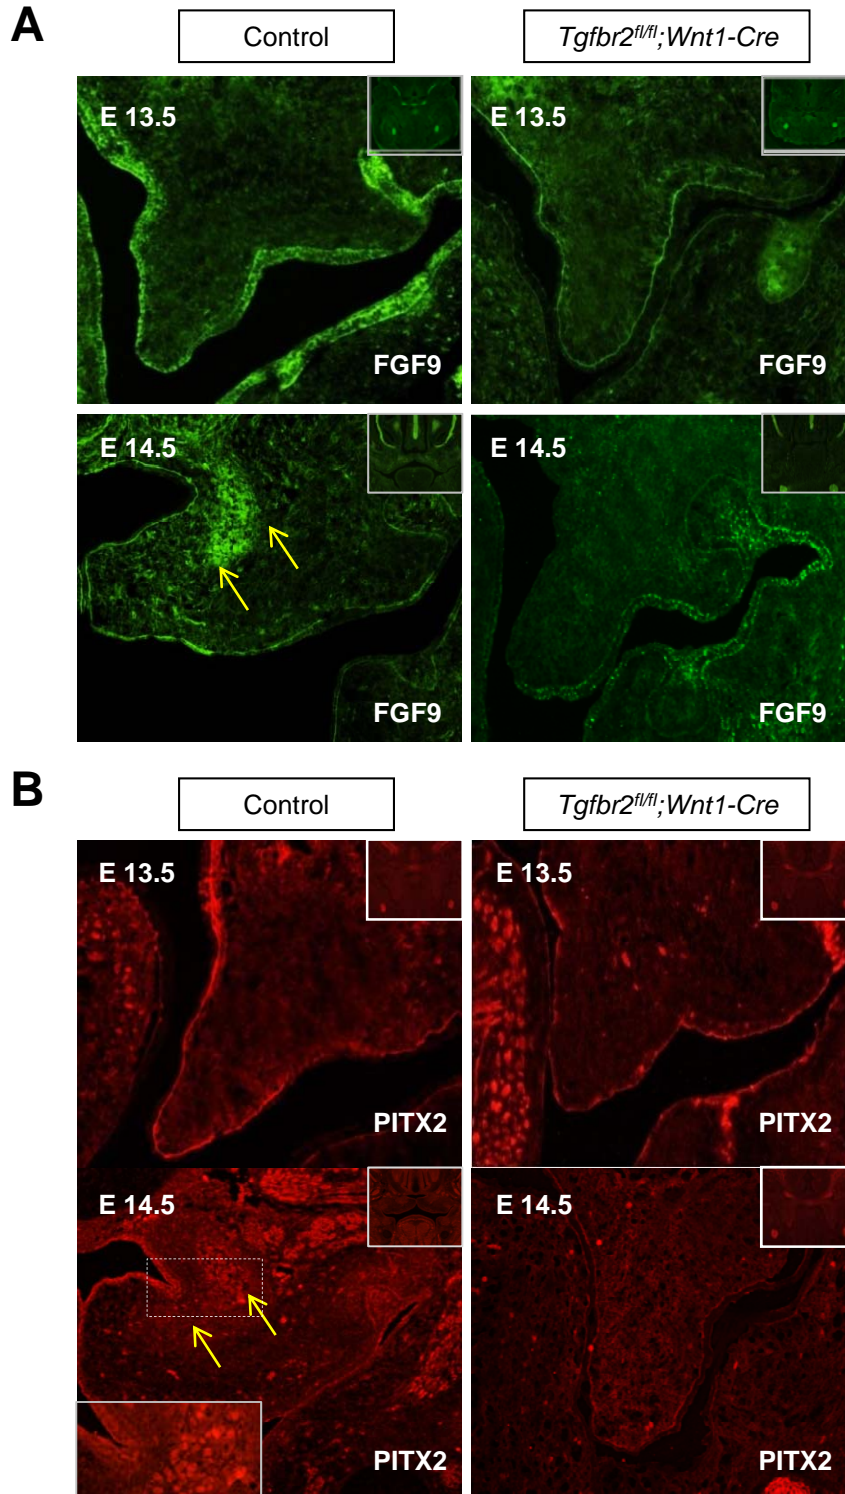 A
Control
Tgfbr2fl/fl;Wnt1-Cre
E 13.5
E 13.5
FGF9
FGF9
E 14.5
E 14.5
FGF9
FGF9
B
Control
Tgfbr2fl/fl;Wnt1-Cre
E 13.5
E 13.5
PITX2
PITX2
E 14.5
E 14.5
PITX2
PITX2